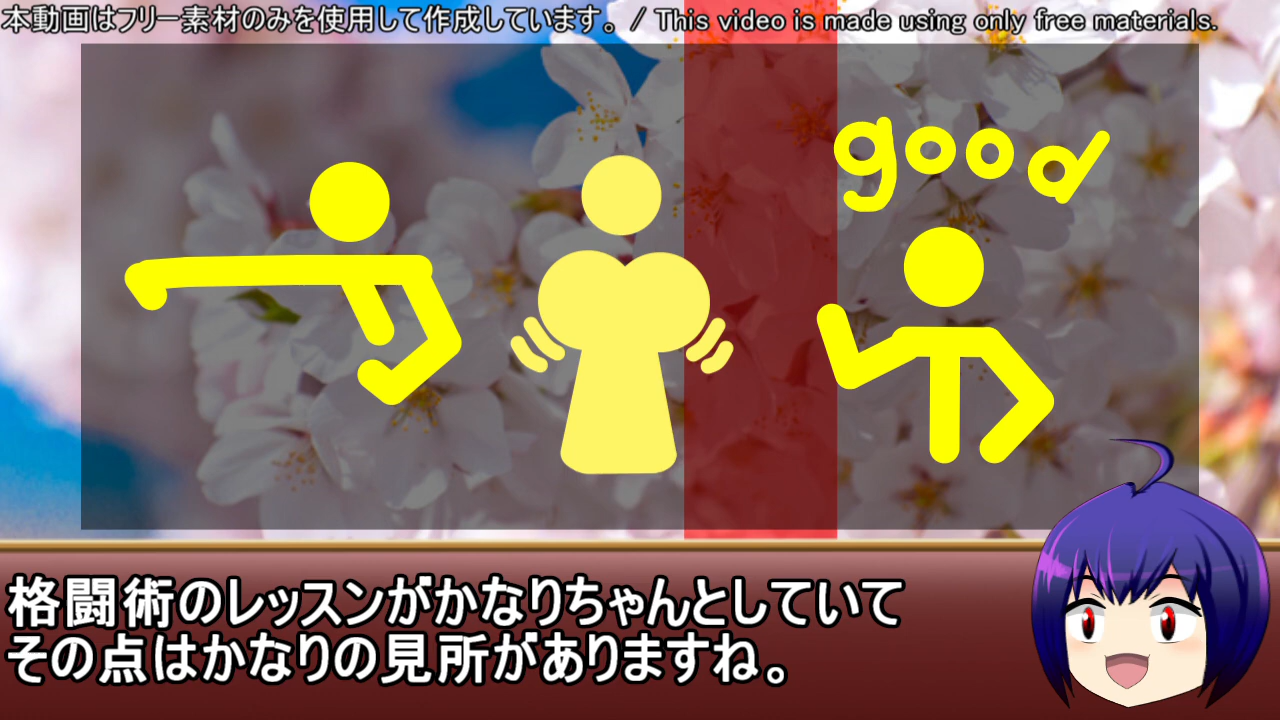 本動画はフリー素材のみを使用して作成しています。 / This video is made using only free materials.
good
格闘術のレッスンがかなりちゃんとしていて
その点はかなりの見所がありますね。